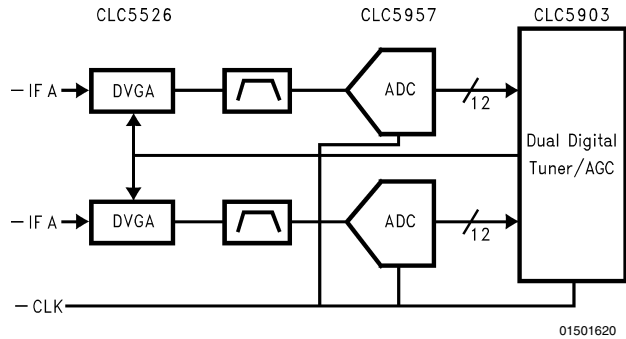 CLC5526 CLC5957 CLC5903
IF A DVGA ADC 12
Dual Digital
Tuner/AGC
IF A DVGA ADC 12
CLK
01501620